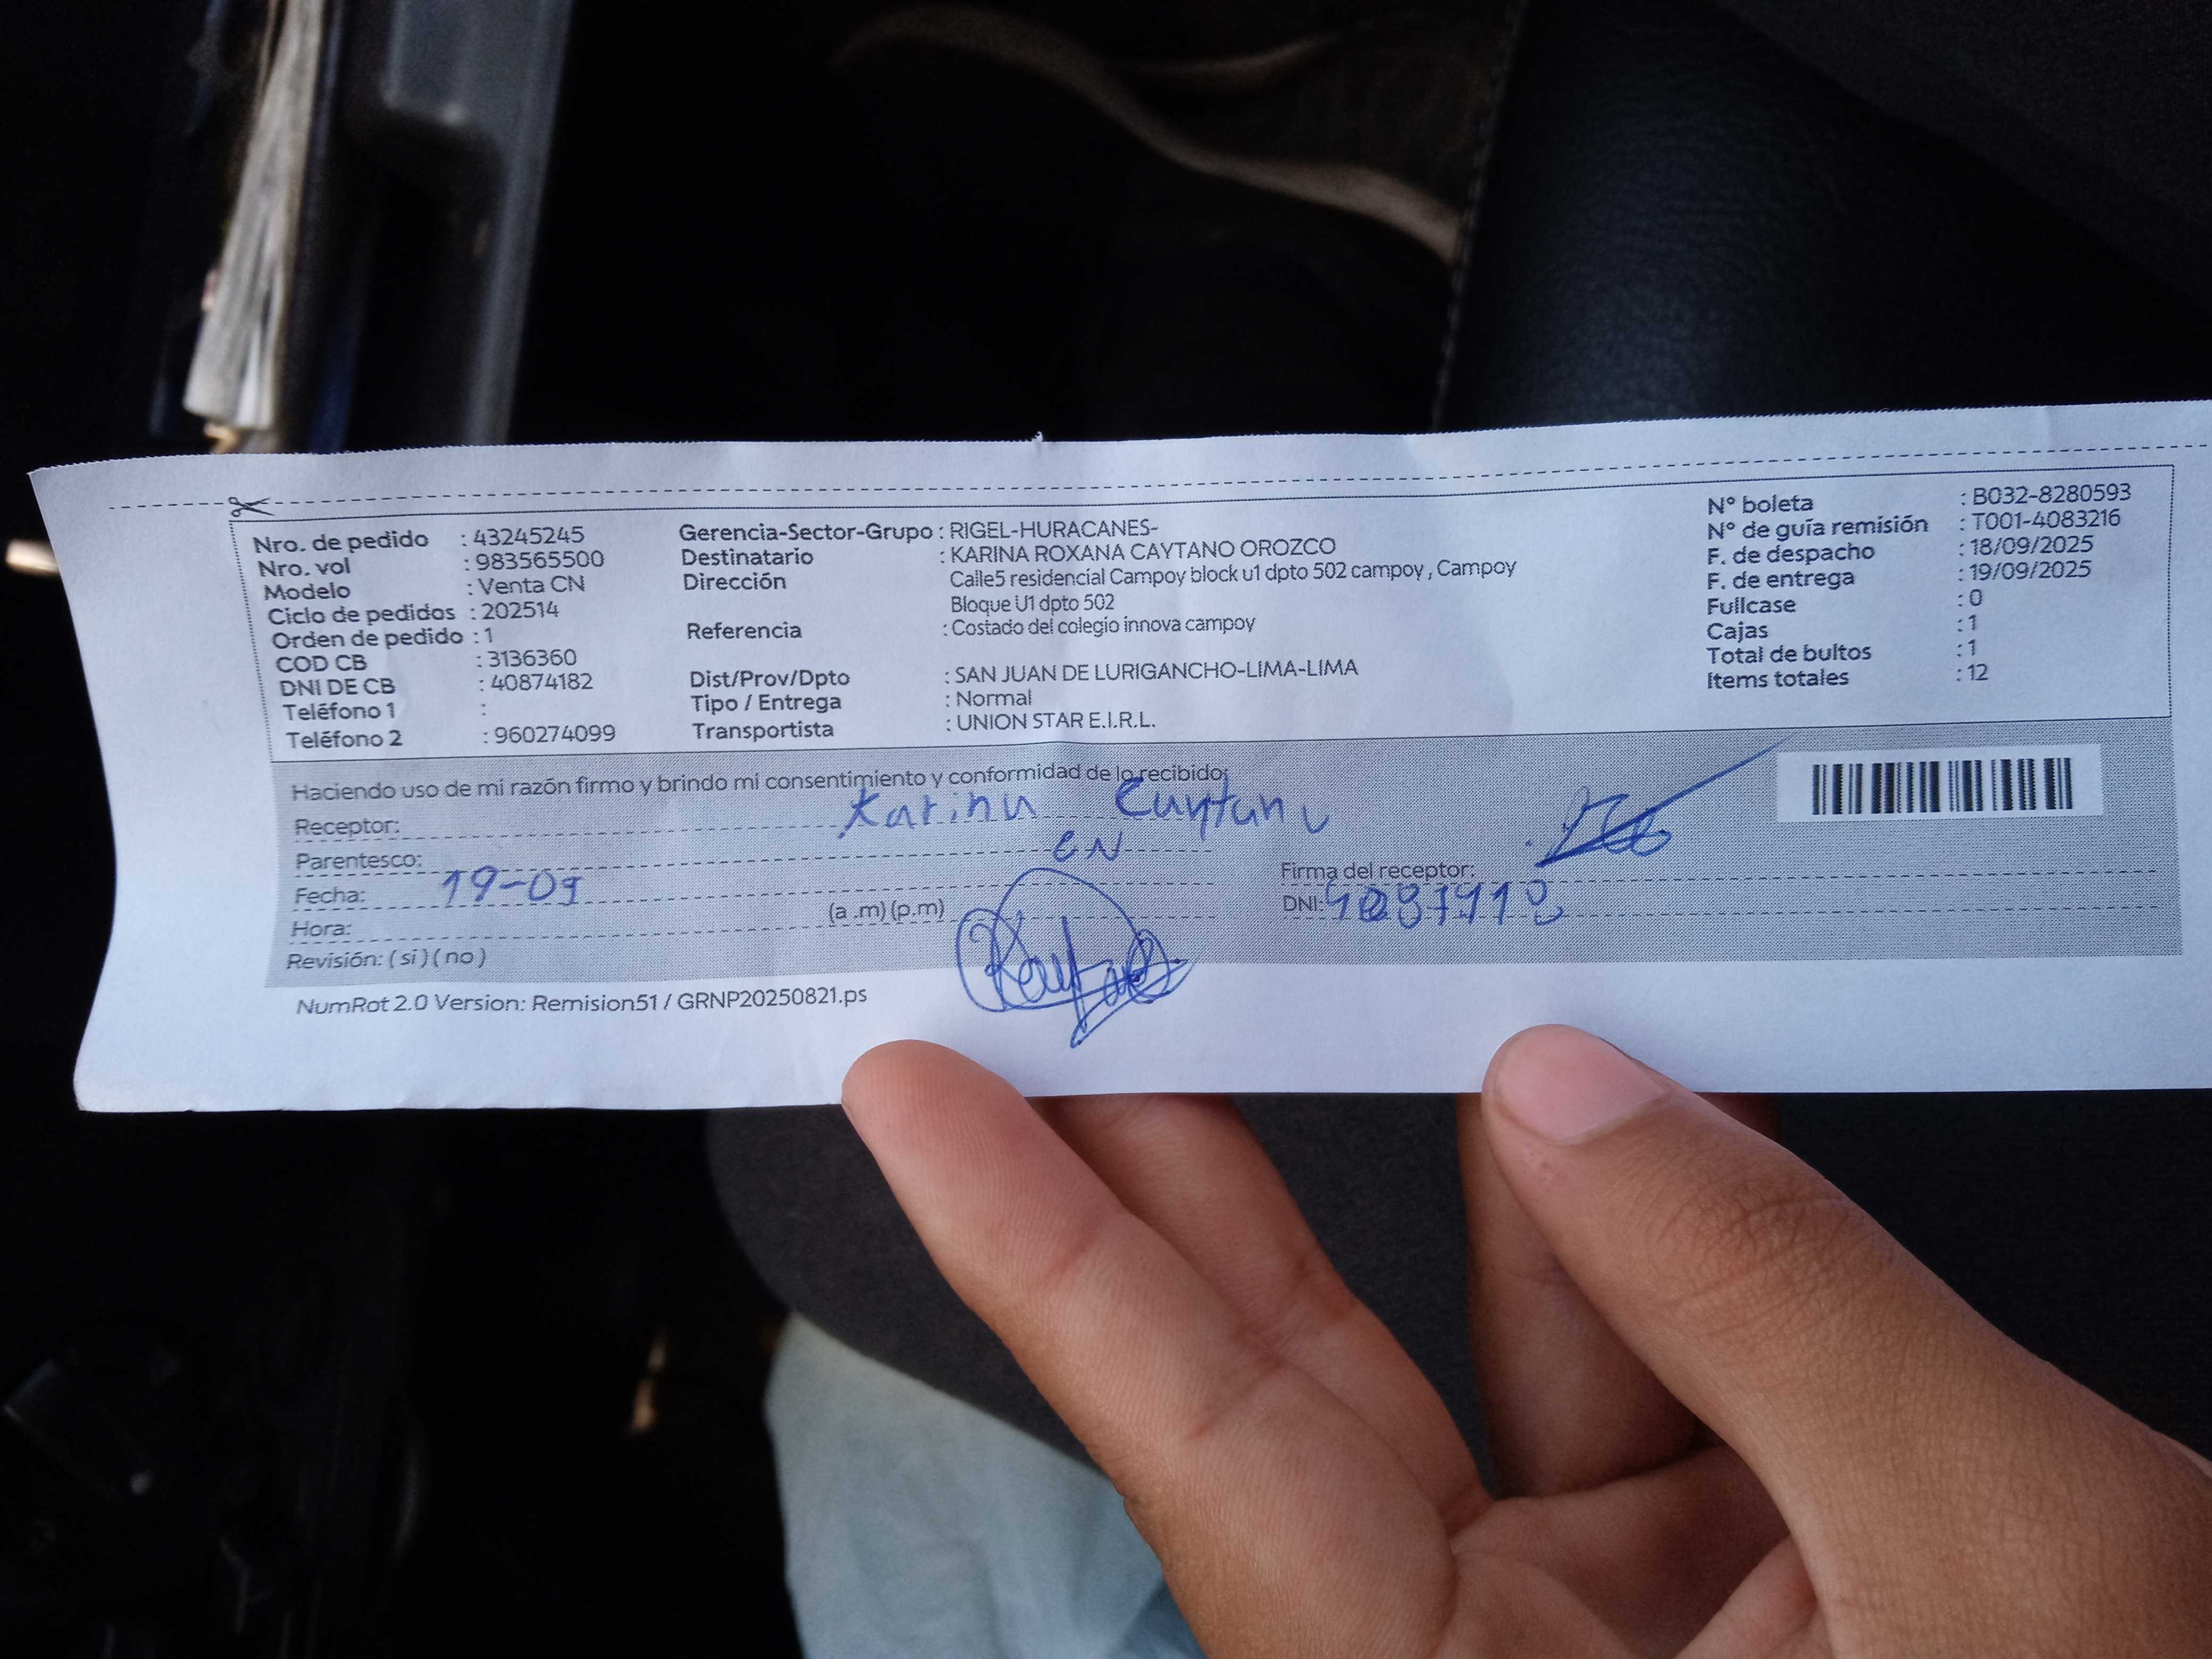 Nro. de pedido : 43245245
Nro. vol : 983565500
Modelo : Venta CN
Ciclo de pedidos : 202514
Orden de pedido : 1
COD CB : 3136360
DNI DE CB : 40874182
Teléfono 1 :
Teléfono 2 : 960274099
Gerencia-Sector-Grupo : RIGEL-HURACANES-
Destinatario : KARINA ROXANA CAYTANO OROZCO
Dirección Calle5 residencial Campoy block u1 dpto 502 campoy , Campoy
Bloque U1 dpto 502
Referencia : Costado del colegio innova campoy
Dist/Prov/Dpto : SAN JUAN DE LURIGANCHO-LIMA-LIMA
Tipo / Entrega : Normal
Transportista : UNION STAR E.I.R.L.
N° boleta : B032-8280593
N° de guía remisión : T001-4083216
F. de despacho : 18/09/2025
F. de entrega : 19/09/2025
Fullcase : 0
Cajas : 1
Total de bultos : 1
Items totales : 12
Haciendo uso de mi razón firmo y brindo mi consentimiento y conformidad de lo recibido:
Receptor: Karina Caytano
Parentesco: CN
Fecha: 19-09
Hora: (a .m) (p.m)
Revisión: ( si ) ( no )
Firma del receptor:
DNI:
NumRot 2.0 Version: Remision51 / GRNP20250821.ps